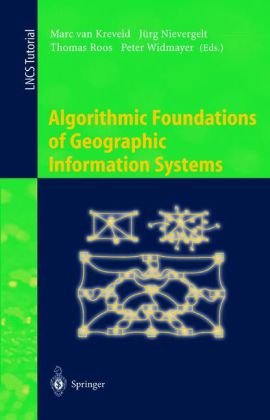 LNCS Tutorial
Marc van Kreveld Jürg Nievergelt
Thomas Roos Peter Widmayer (Eds.)
Algorithmic Foundations
of Geographic
Information Systems
Springer